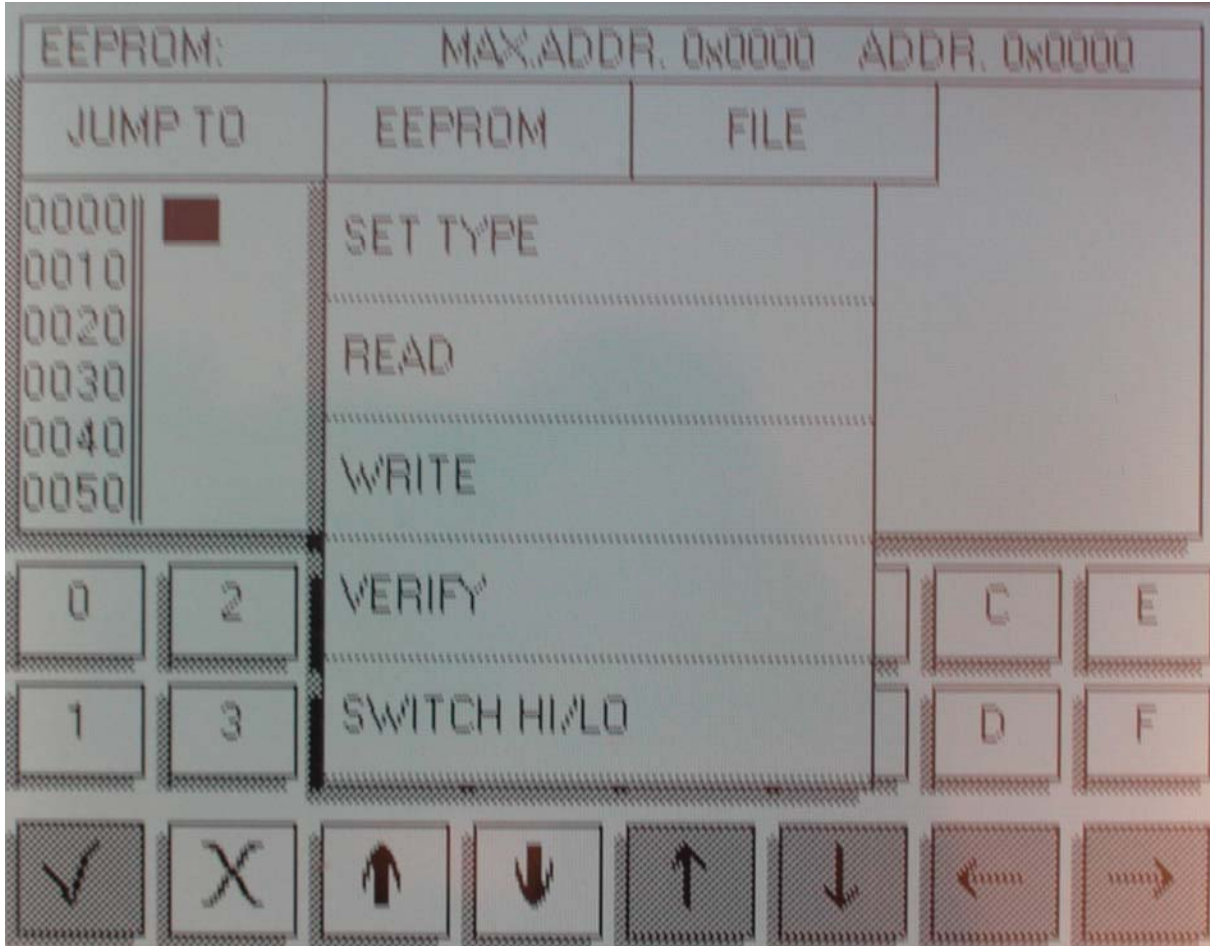 EEPROM: MAX.ADDR. 0x0000 ADDR. 0x0000
JUMP TO EEPROM FILE
0000
0010
0020
0030
0040
0050
SET TYPE
READ
WRITE
VERIFY
SWITCH HI/LO
0 2 C E
1 3 D F